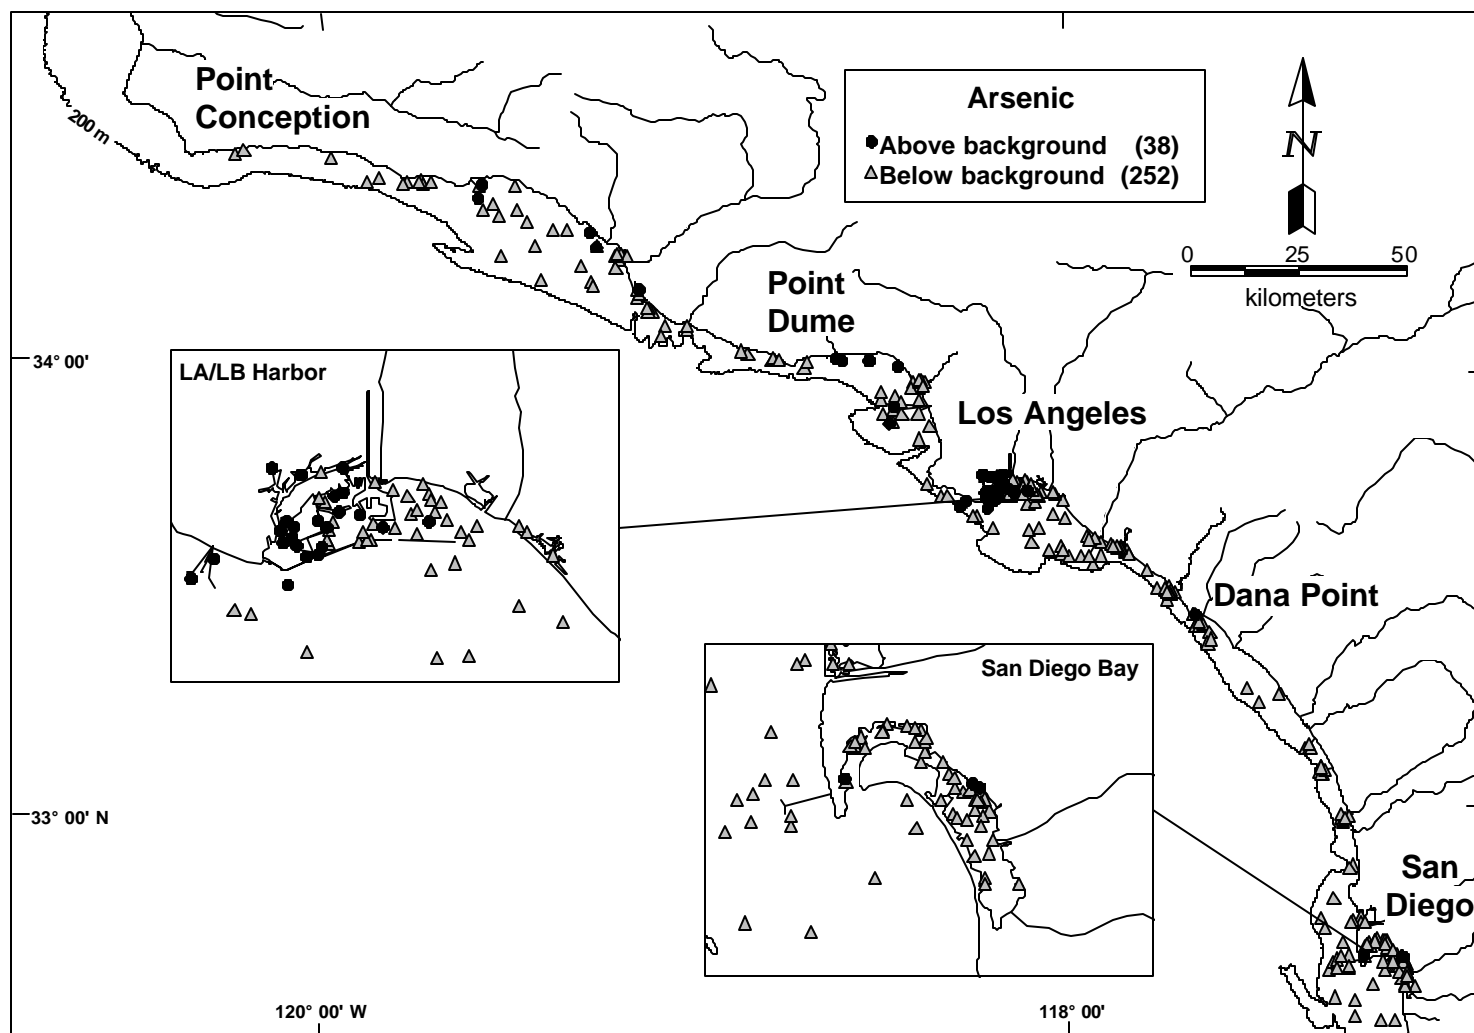 Point
Conception
200 m
Arsenic
Above background (38)
Below background (252)
N
0 25 50
kilometers
Point
Dume
34° 00'
LA/LB Harbor
Los Angeles
Dana Point
San Diego Bay
33° 00' N
San
Diego
120° 00' W
118° 00'